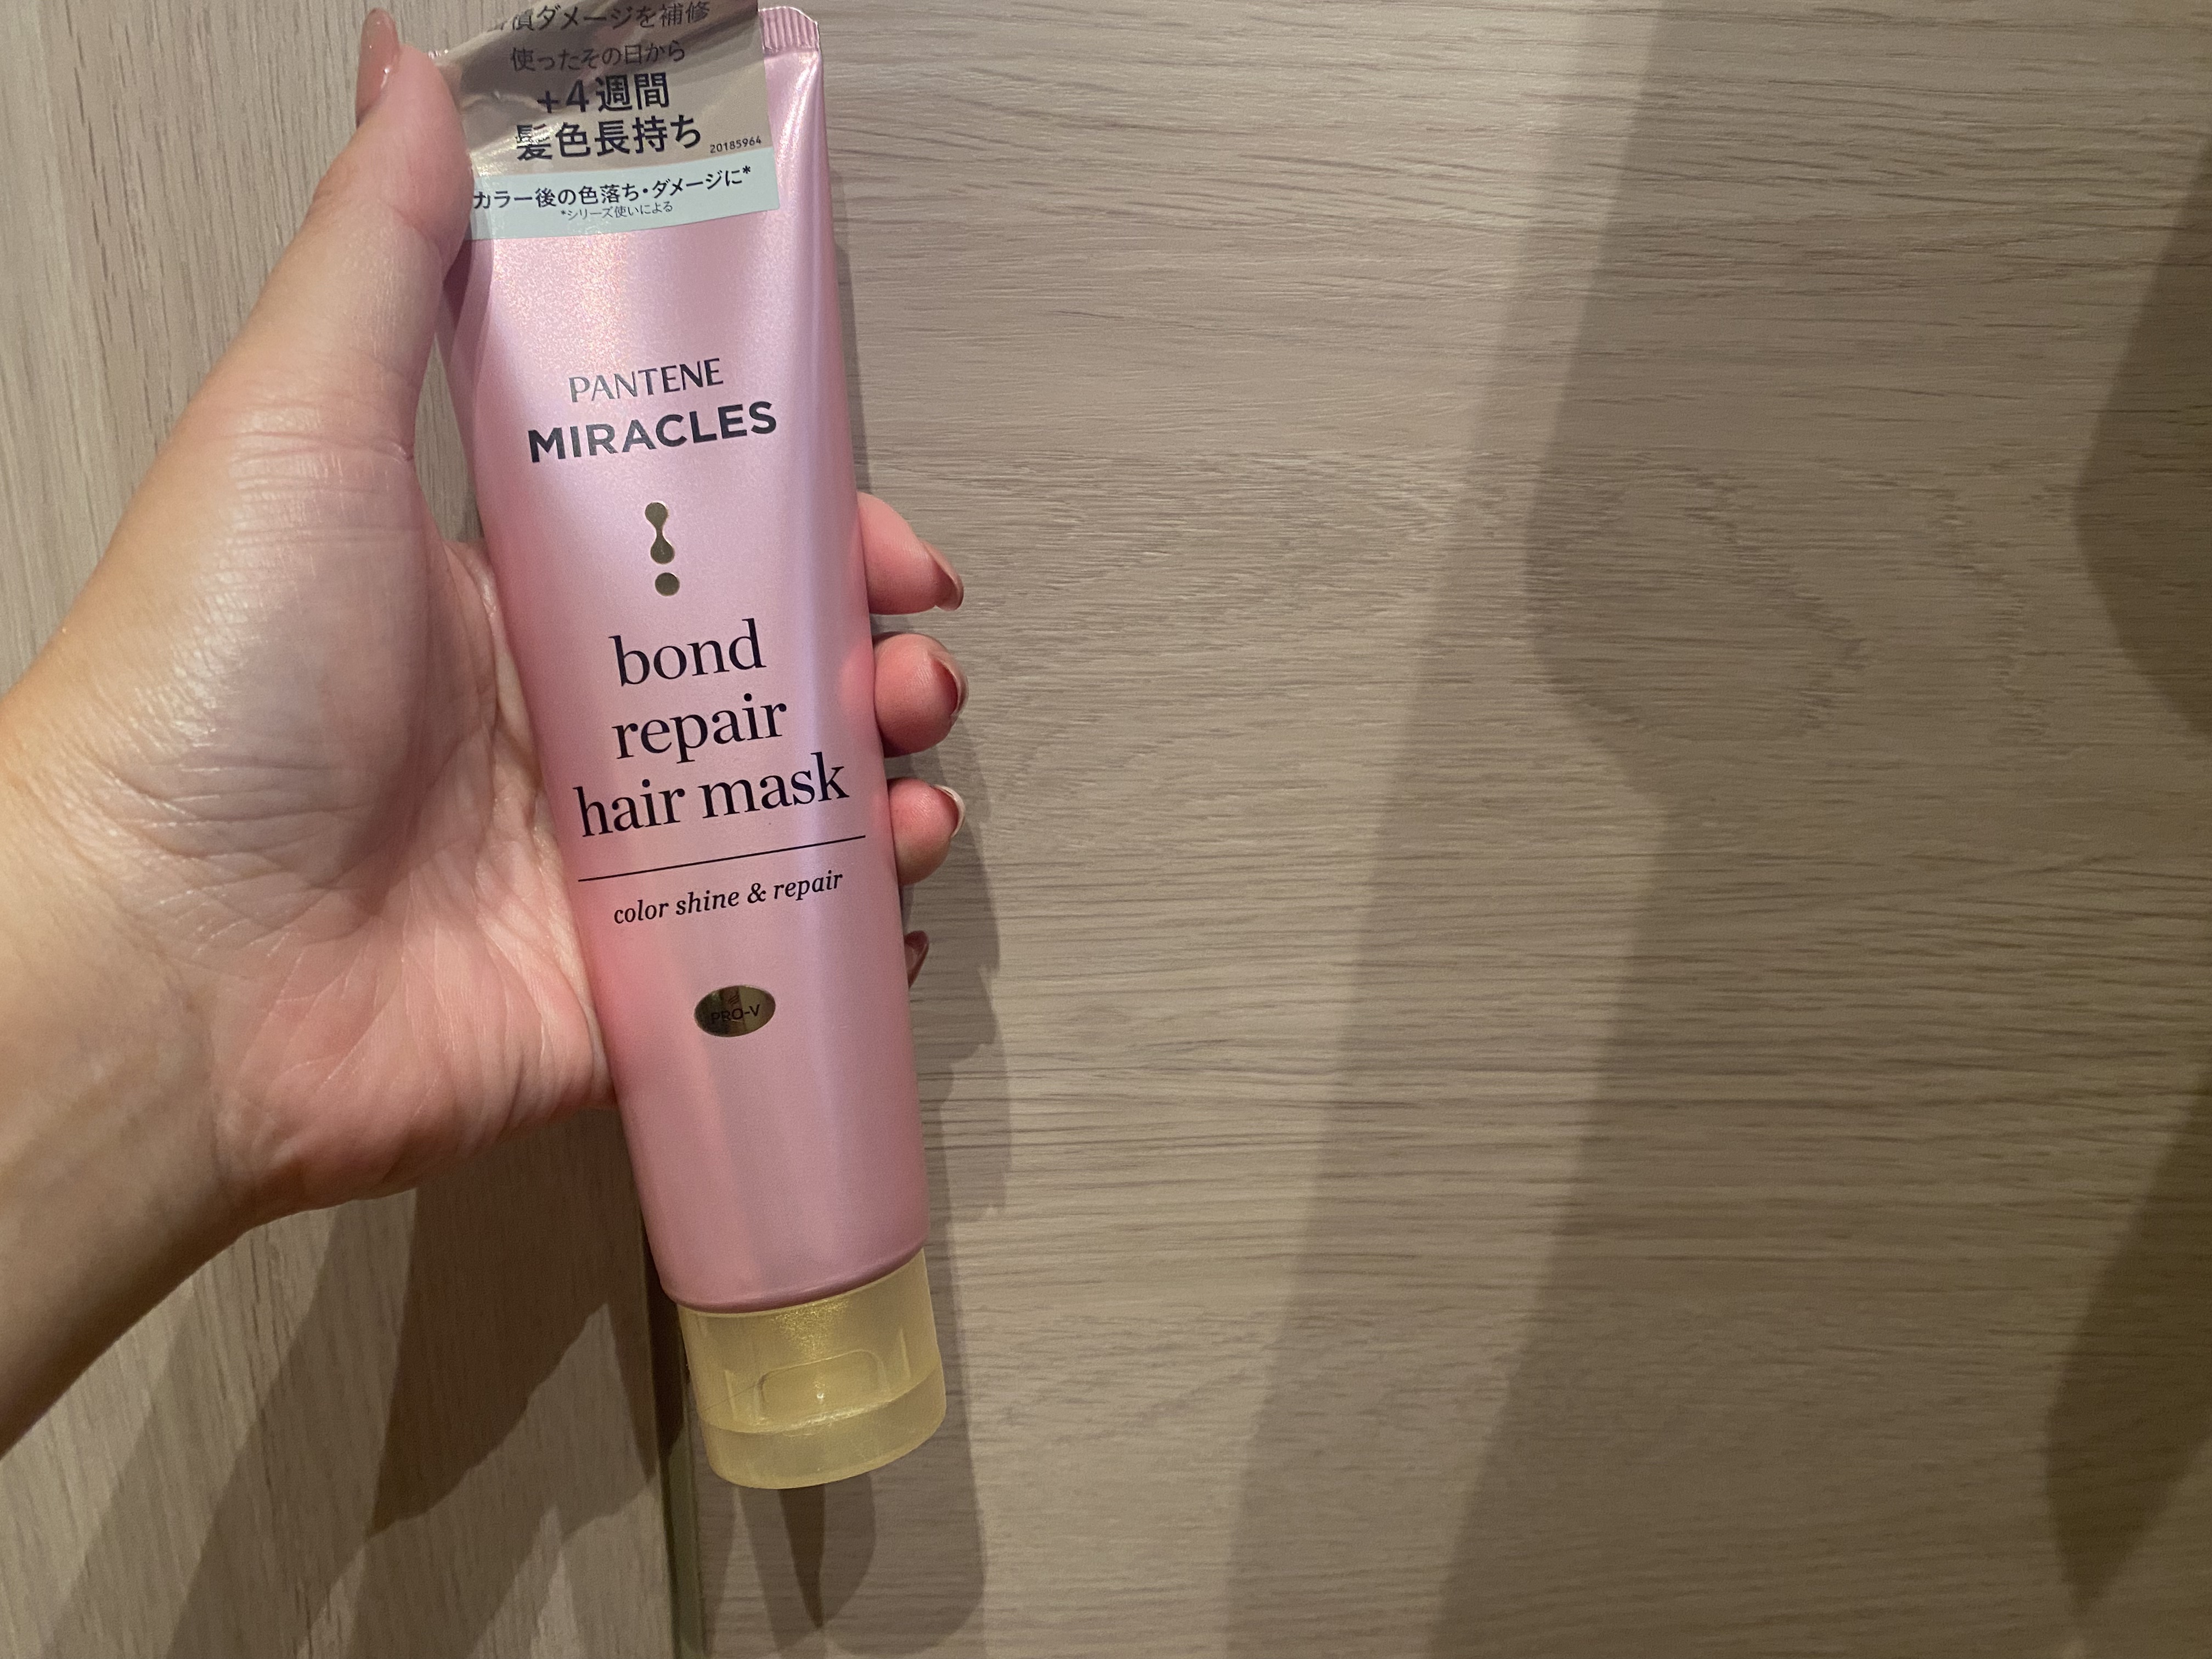 蓄積ダメージを補修
使ったその日から
+4週間
髪色長持ち
20185964
カラー後の色落ち・ダメージに*
*シリーズ使いによる
PANTENE
MIRACLES
bond
repair
hair mask
color shine & repair
PRO-V